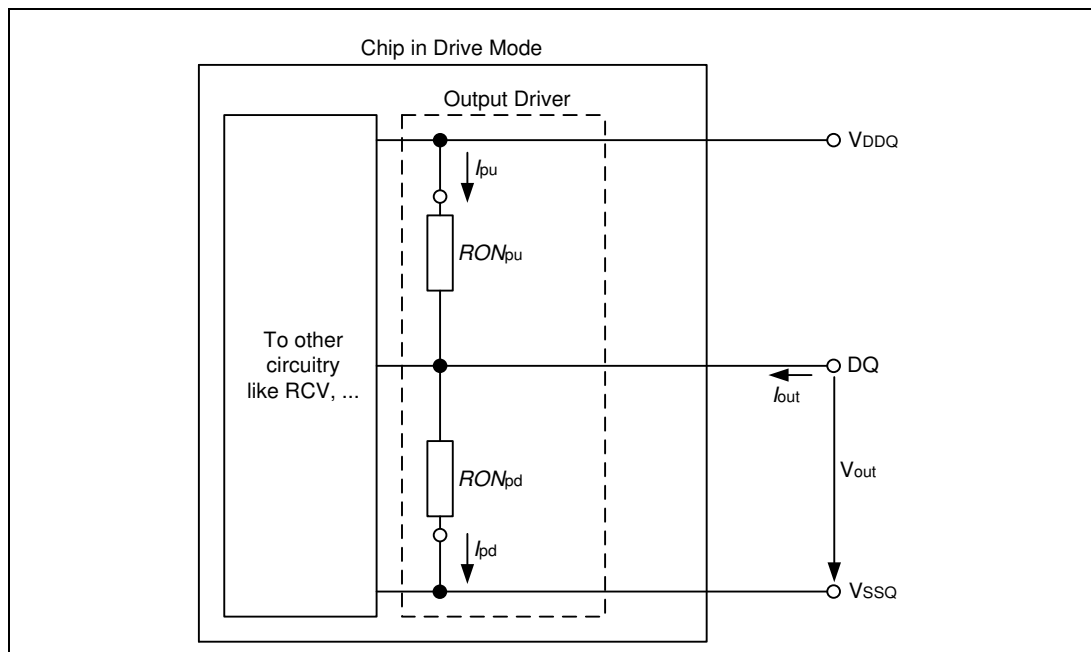 Chip in Drive Mode
Output Driver
VDDQ
Ipu
RONpu
To other
circuitry
like RCV, ...
DQ
Iout
RONpd
Vout
Ipd
VSSQ